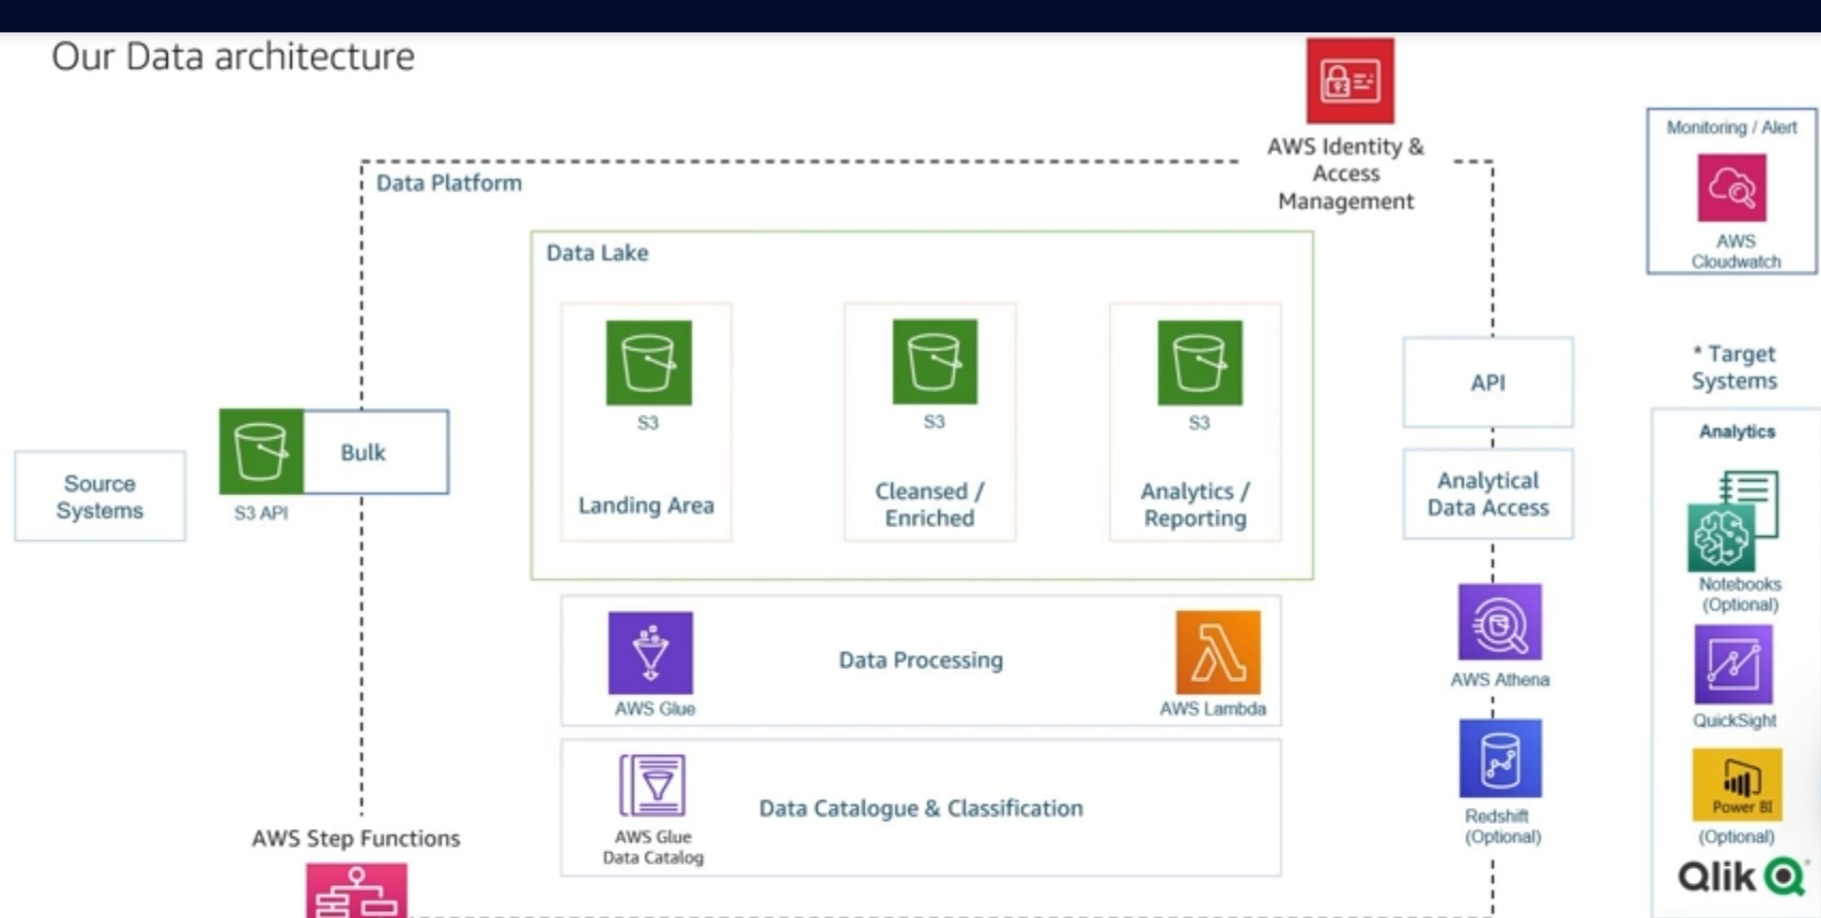 Our Data architecture
AWS Identity &
Access
Management
Monitoring / Alert
AWS
Cloudwatch
Data Platform
Data Lake
S3
Landing Area
S3
Cleansed /
Enriched
S3
Analytics /
Reporting
Source
Systems
Bulk
S3 API
API
Analytical
Data Access
* Target
Systems
Analytics
Notebooks
(Optional)
QuickSight
Power BI
(Optional)
Qlik
AWS Glue
Data Processing
AWS Lambda
AWS Athena
Redshift
(Optional)
AWS Glue
Data Catalog
Data Catalogue & Classification
AWS Step Functions